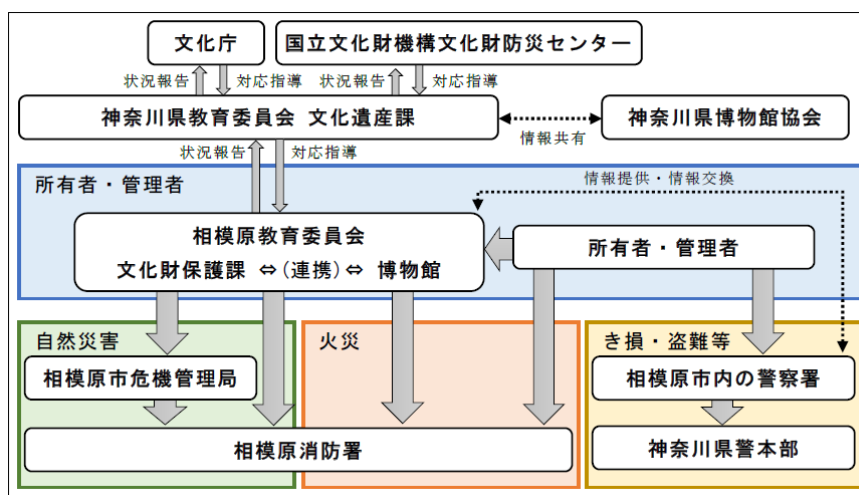 文化庁
国立文化財機構文化財防災センター
状況報告
対応指導
状況報告
対応指導
神奈川県教育委員会 文化遺産課
神奈川県博物館協会
情報共有
状況報告
対応指導
所有者・管理者
情報提供・情報交換
相模原教育委員会
文化財保護課 ⇔(連携)⇔ 博物館
所有者・管理者
自然災害
火災
き損・盗難等
相模原市危機管理局
相模原市内の警察署
相模原消防署
神奈川県警本部